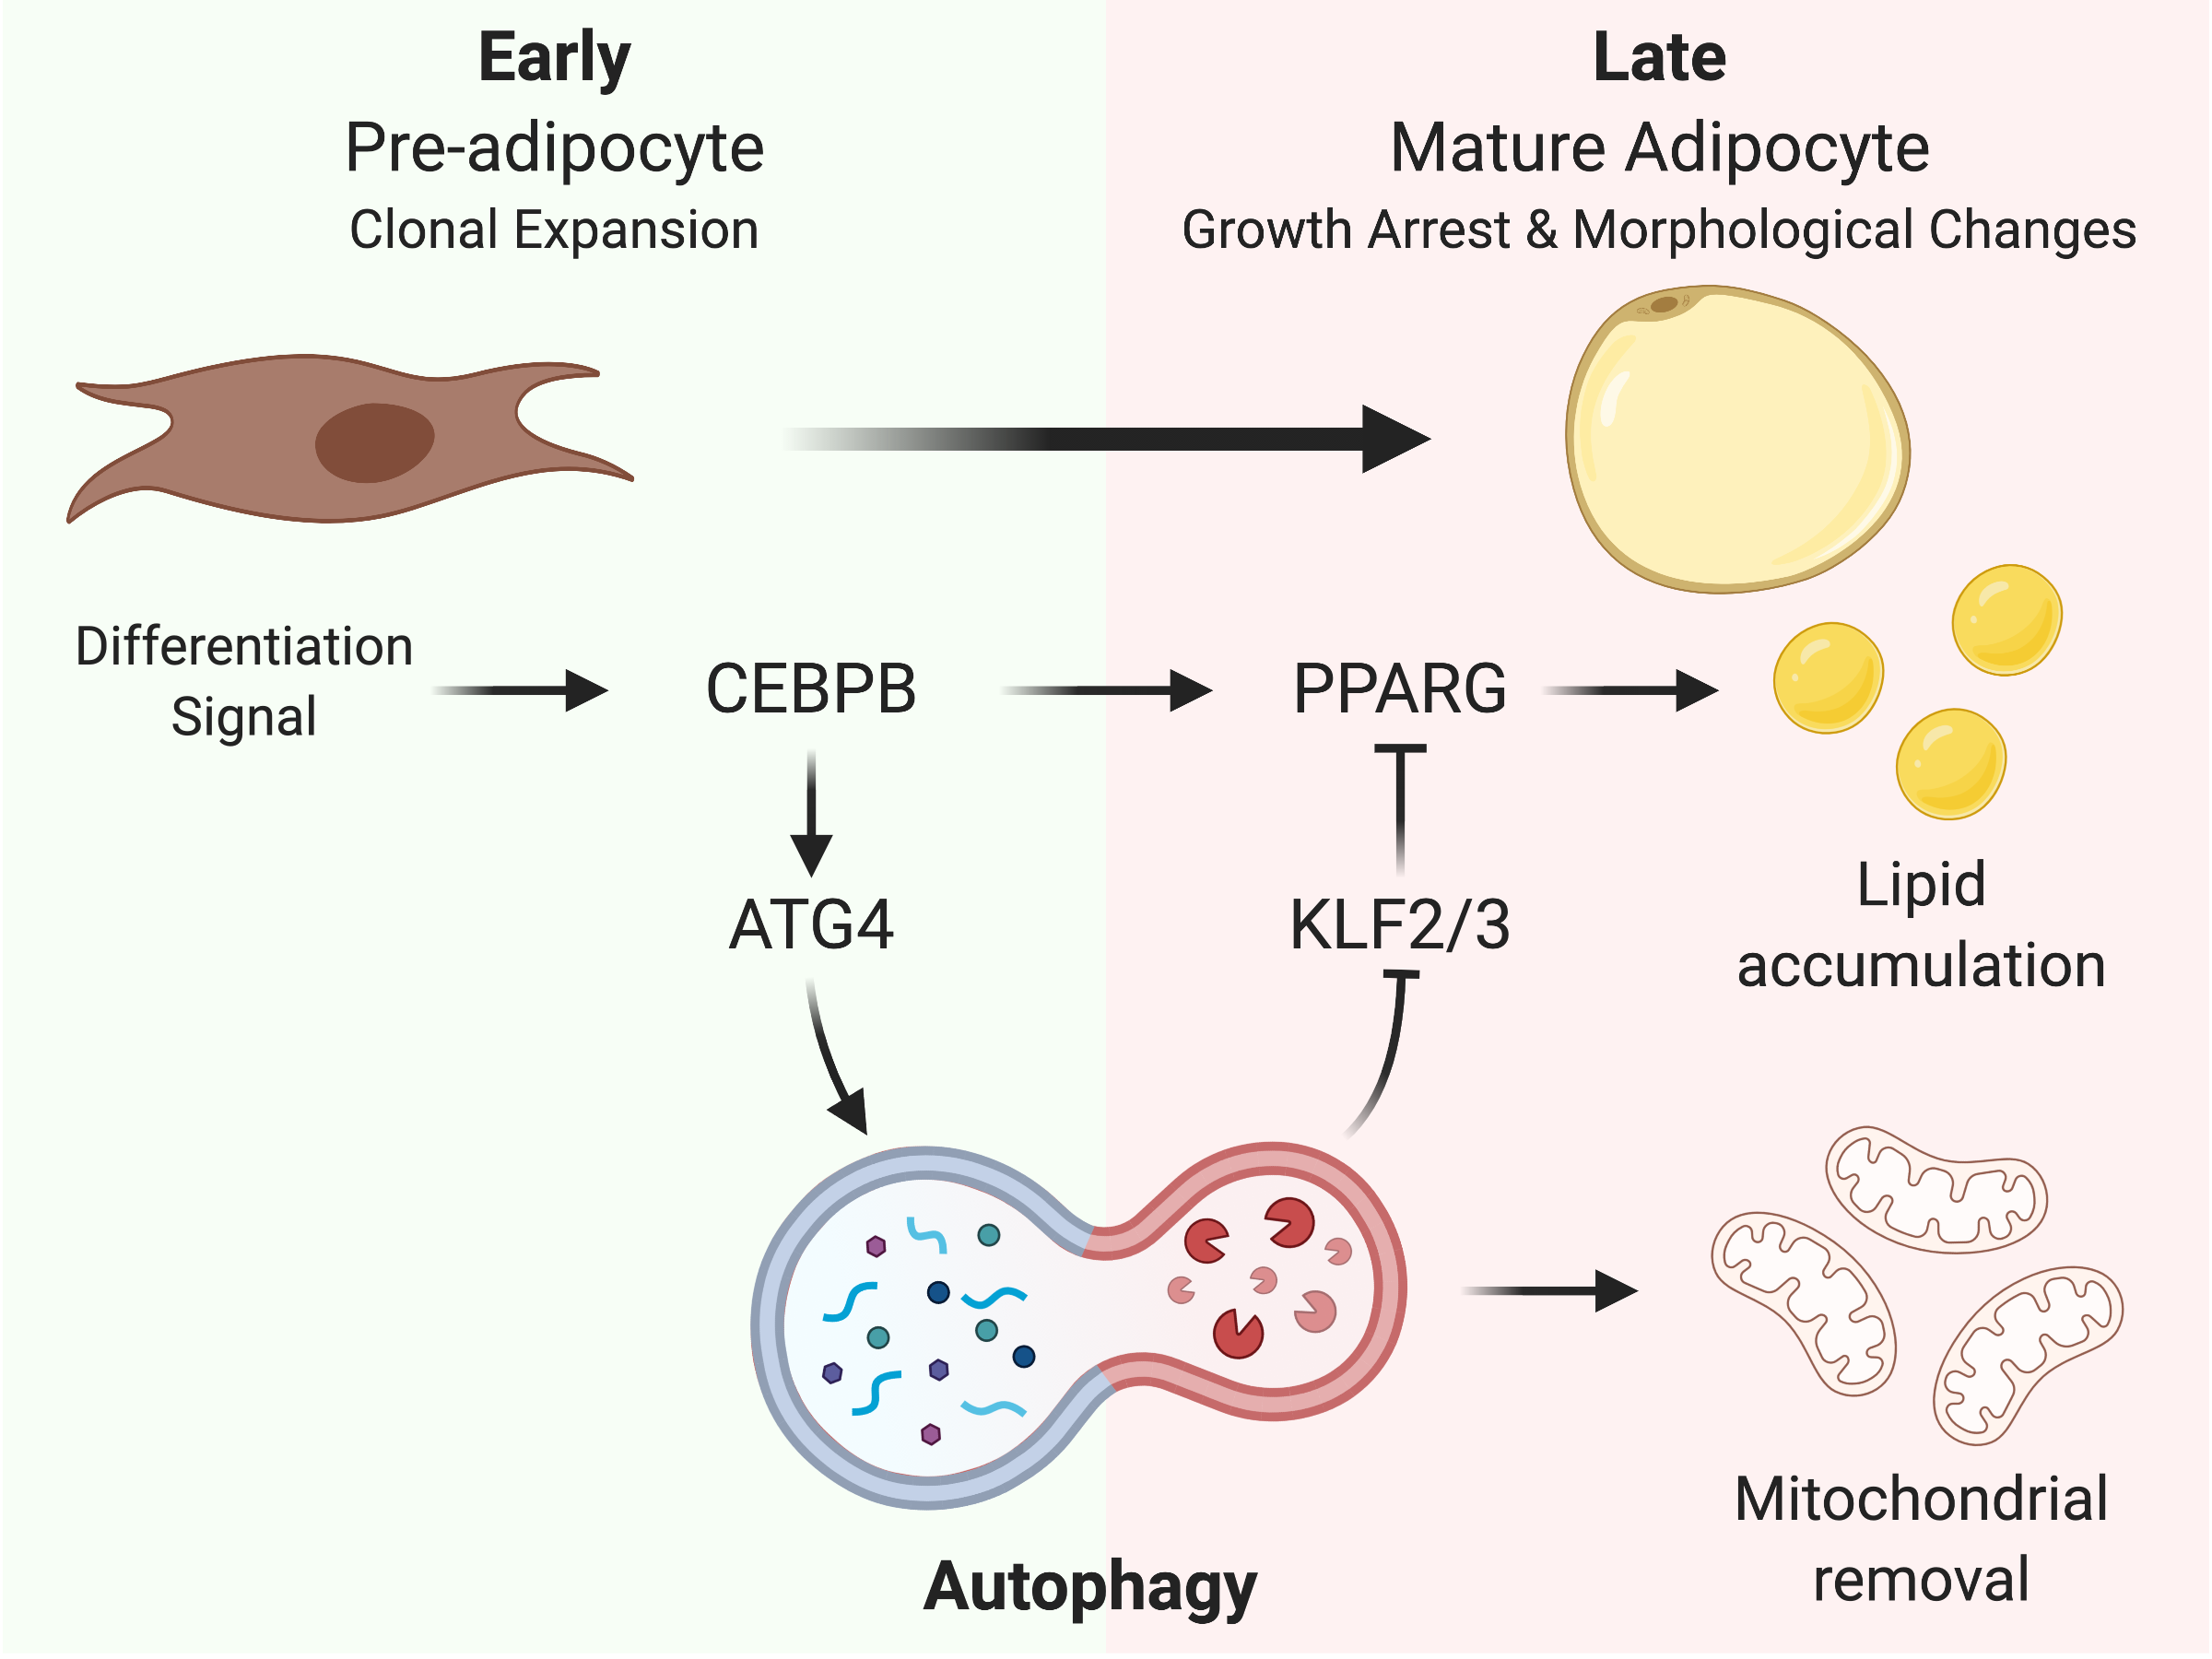 Early
Pre-adipocyte
Clonal Expansion
Late
Mature Adipocyte
Growth Arrest & Morphological Changes
Differentiation
Signal
CEBPB
PPARG
ATG4
KLF2/3
Lipid
accumulation
Autophagy
Mitochondrial
removal